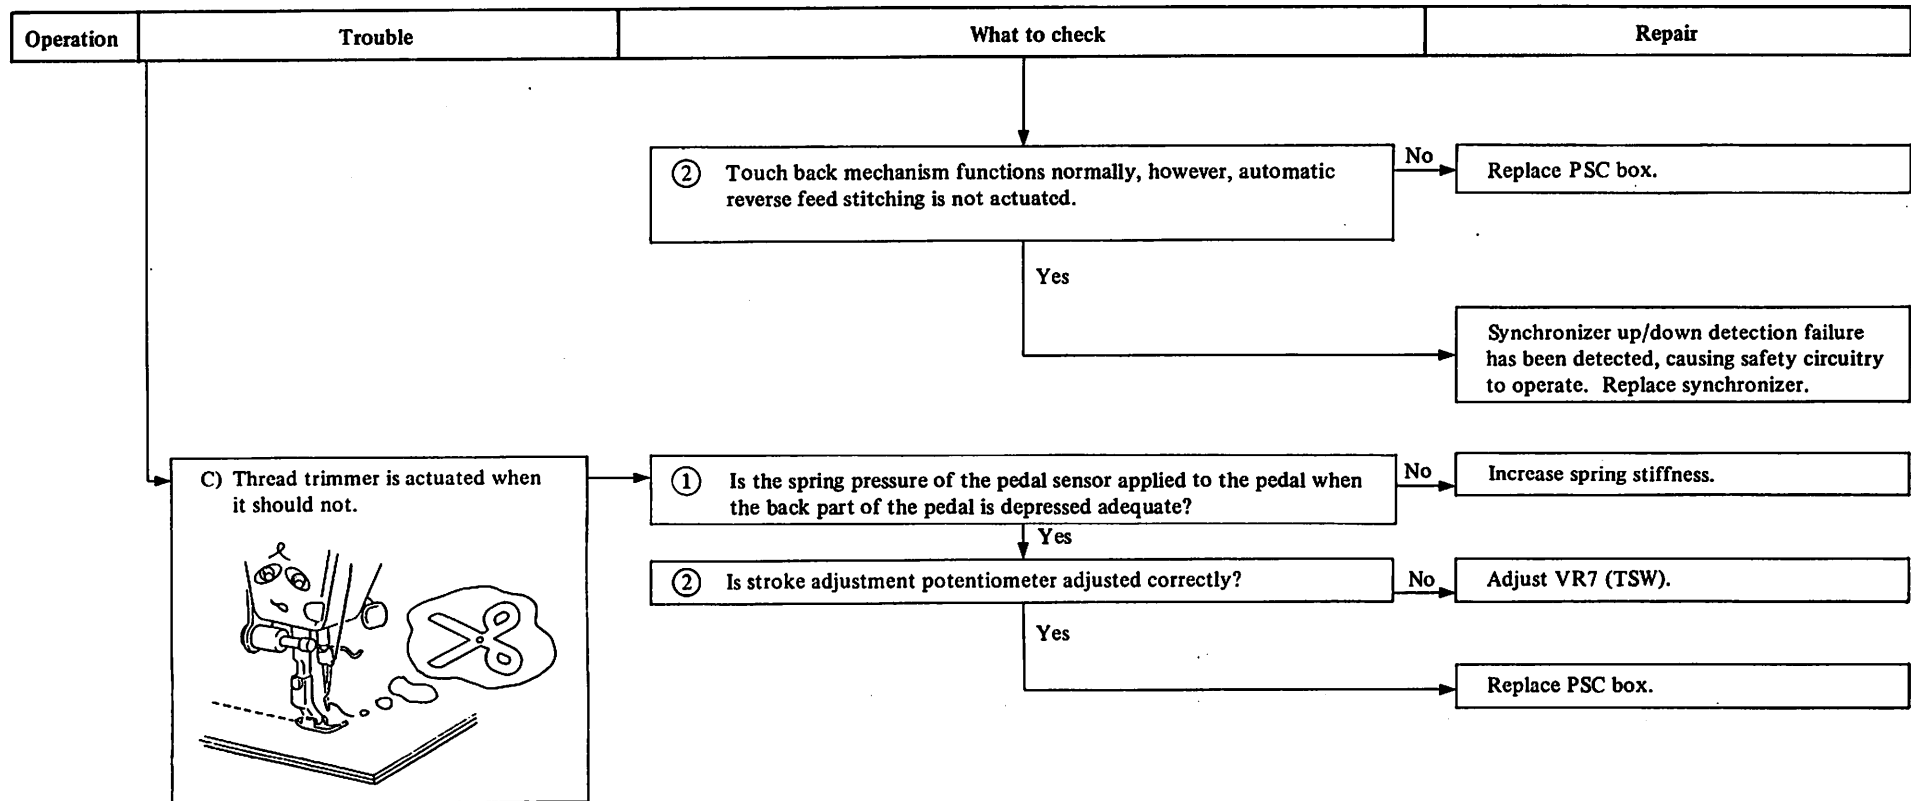 Operation
Trouble
What to check
Repair
② Touch back mechanism functions normally, however, automatic
reverse feed stitching is not actuated.
No
Replace PSC box.
Yes
Synchronizer up/down detection failure
has been detected, causing safety circuitry
to operate. Replace synchronizer.
C) Thread trimmer is actuated when
it should not.
① Is the spring pressure of the pedal sensor applied to the pedal when
the back part of the pedal is depressed adequate?
No
Increase spring stiffness.
Yes
② Is stroke adjustment potentiometer adjusted correctly?
No
Adjust VR7 (TSW).
Yes
Replace PSC box.